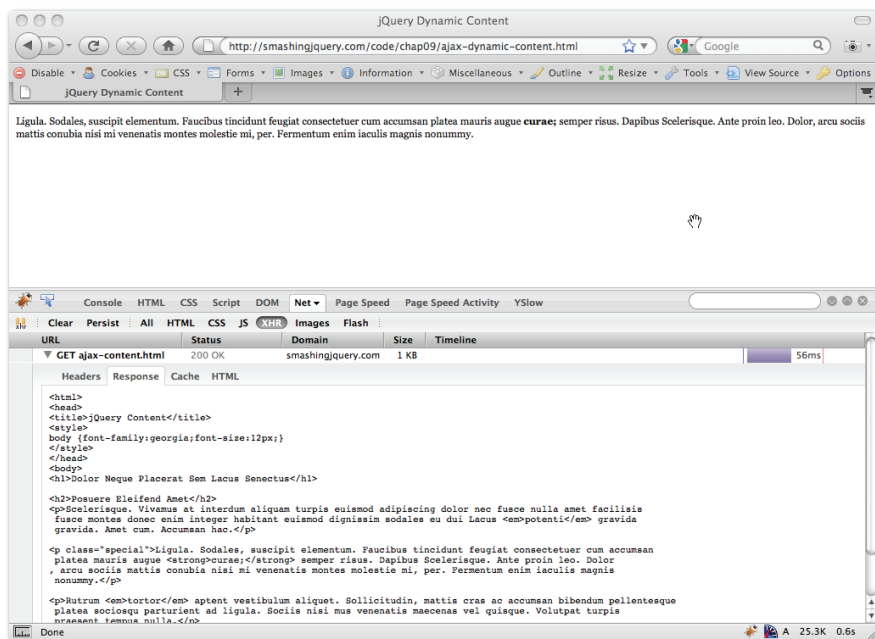 jQuery Dynamic Content
http://smashingjquery.com/code/chap09/ajax-dynamic-content.html
Google
Disable Cookies CSS Forms Images Information Miscellaneous Outline Resize Tools View Source Options
jQuery Dynamic Content +
Ligula. Sodales, suscipit elementum. Faucibus tincidunt feugiat consectetuer cum accumsan platea mauris augue curae; semper risus. Dapibus Scelerisque. Ante proin leo. Dolor, arcu sociis
mattis conubia nisi mi venenatis montes molestie mi, per. Fermentum enim iaculis magnis nonummy.
Console HTML CSS Script DOM Net Page Speed Page Speed Activity YSlow
Clear Persist All HTML CSS JS XHR Images Flash
URL Status Domain Size Timeline
GET ajax-content.html 200 OK smashingjquery.com 1 KB 56ms
Headers Response Cache HTML
<html>
<head>
<title>jQuery Content</title>
<style>
body {font-family:georgia;font-size:12px;}
</style>
</head>
<body>
<h1>Dolor Neque Placerat Sem Lacus Senectus</h1>
<h2>Posuere Eleifend Amet</h2>
<p>Scelerisque. Vivamus at interdum aliquam turpis euismod adipiscing dolor nec fusce nulla amet facilisis
fusce montes donec enim integer habitant euismod dignissim sodales eu dui Lacus <em>potenti</em> gravida
gravida. Amet cum. Accumsan hac.</p>
<p class="special">Ligula. Sodales, suscipit elementum. Faucibus tincidunt feugiat consectetuer cum accumsan
platea mauris augue <strong>curae;</strong> semper risus. Dapibus Scelerisque. Ante proin leo. Dolor
, arcu sociis mattis conubia nisi mi venenatis montes molestie mi, per. Fermentum enim iaculis magnis
nonummy.</p>
<p>Rutrum <em>tortor</em> aptent vestibulum aliquet. Sollicitudin, mattis cras ac accumsan bibendum pellentesque
platea sociosqu parturient ad ligula. Sociis nisi mus venenatis maecenas vel quisque. Volutpat turpis
praesent tempus nulla.</p>
Done A 25.3K 0.6s